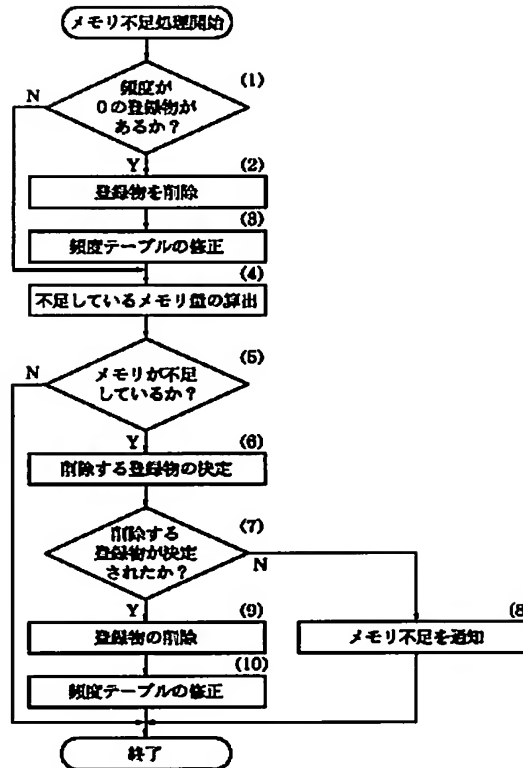 メモリ不足処理開始
(1)
頻度が
N
0の登録物が
あるか？
Y
(2)
登録物を削除
(3)
頻度テーブルの修正
(4)
不足しているメモリ量の算出
(5)
N
メモリが不足
しているか？
Y
(6)
削除する登録物の決定
(7)
削除する
登録物が決定
されたか？
N
Y
(9)
(8
登録物の削除
メモリ不足を通知
(10)
頻度テーブルの修正
終了